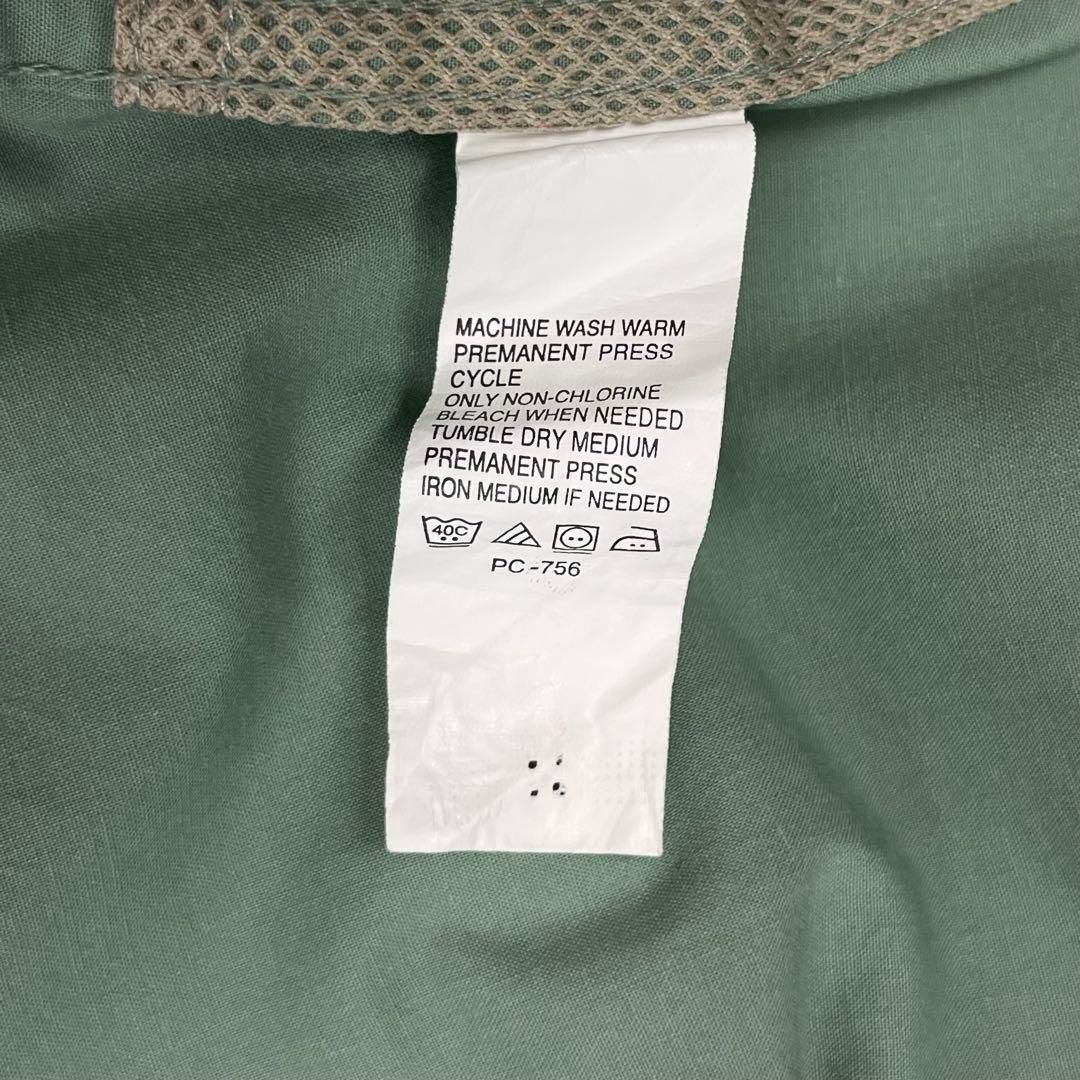 MACHINE WASH WARM
PREMANENT PRESS
CYCLE
ONLY NON-CHLORINE
BLEACH WHEN NEEDED
TUMBLE DRY MEDIUM
PREMANENT PRESS
IRON MEDIUM IF NEEDED
40C
PC-756